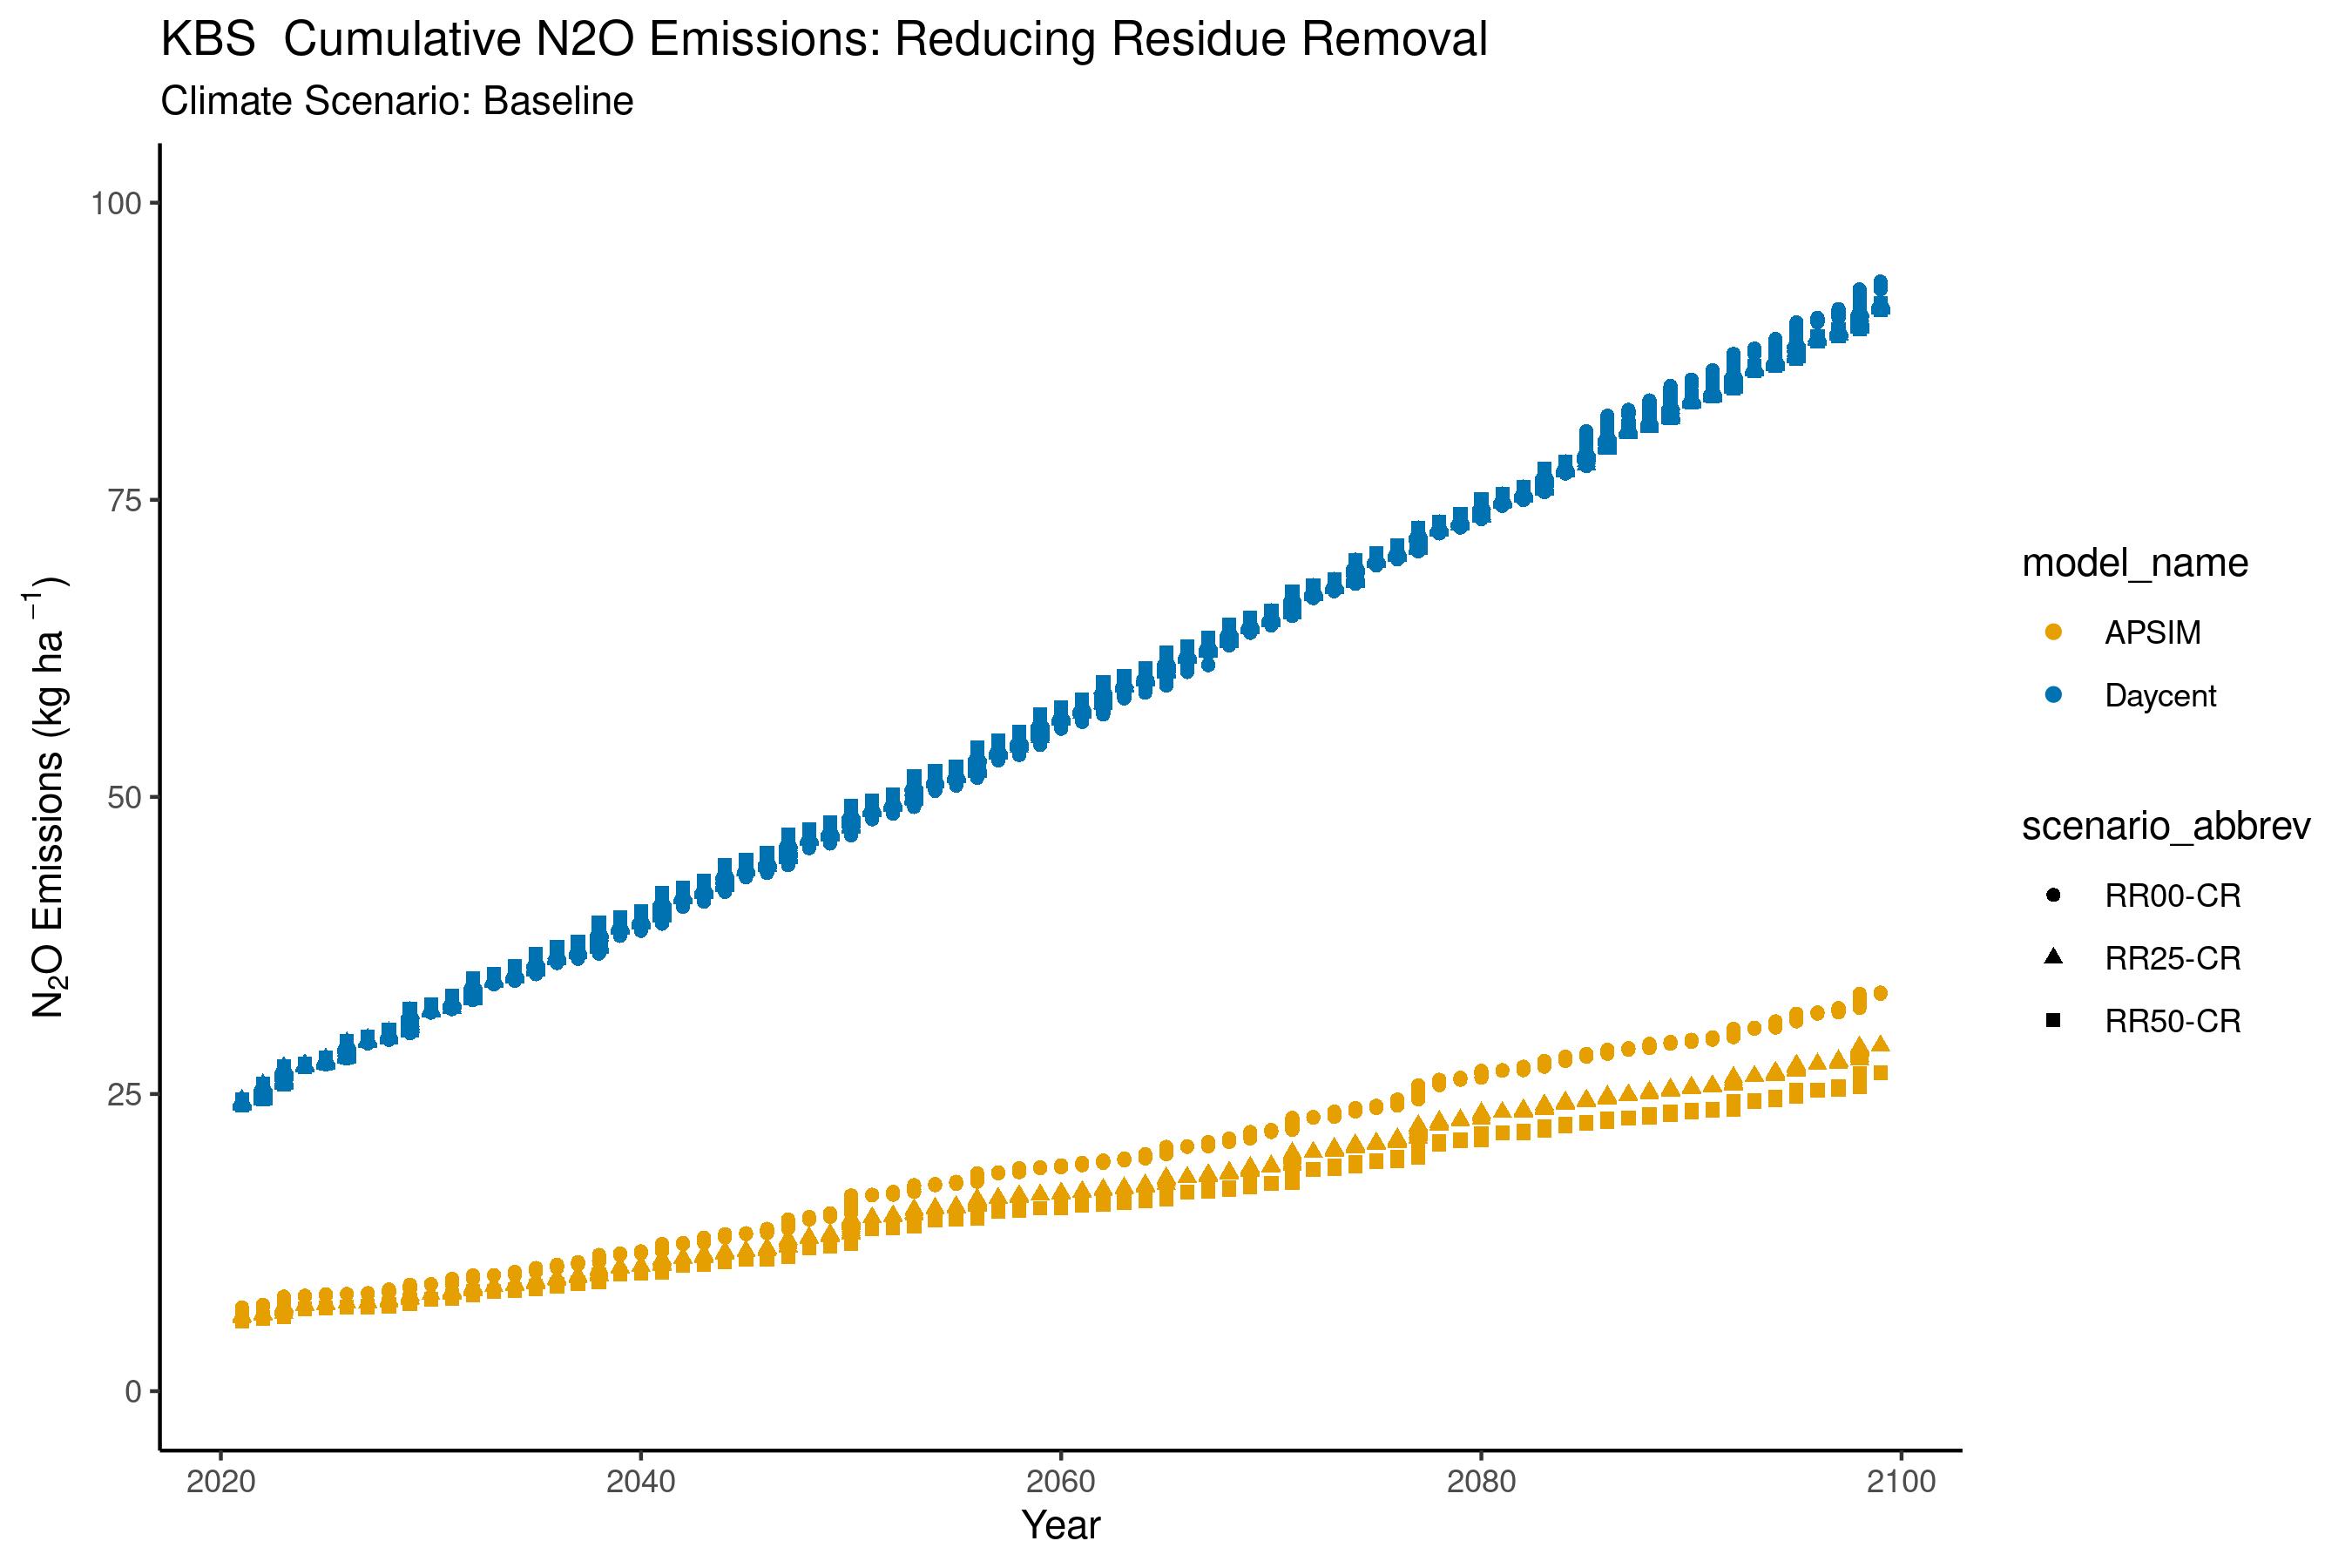 KBS  Cumulative N2O Emissions: Reducing Residue Removal
Climate Scenario: Baseline
N₂O Emissions (kg ha ⁻¹)
100
75
50
25
0
2020 2040 2060 2080 2100
Year
model_name
APSIM
Daycent
scenario_abbrev
RR00-CR
RR25-CR
RR50-CR